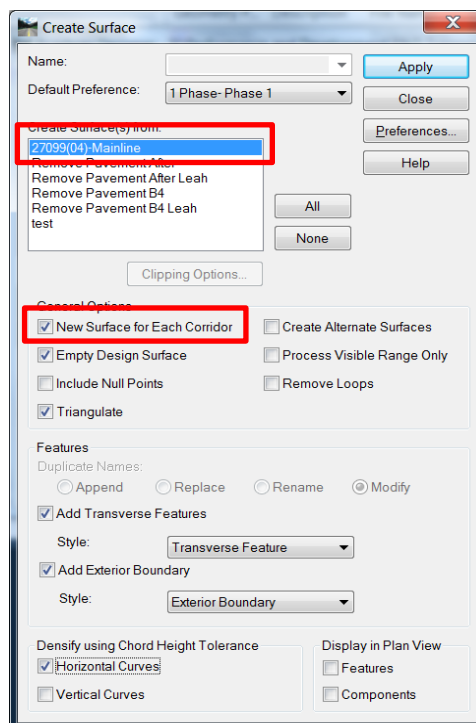 Create Surface
Name:
Apply
Default Preference:
1 Phase- Phase 1
Close
Create Surface(s) from:
Preferences...
27099(04)-Mainline
Remove Pavement After
Help
Remove Pavement After Leah
Remove Pavement B4
Remove Pavement B4 Leah
All
test
None
Clipping Options...
General Options
New Surface for Each Corridor
Create Alternate Surfaces
Empty Design Surface
Process Visible Range Only
Include Null Points
Remove Loops
Triangulate
Features
Duplicate Names:
Append Replace Rename Modify
Add Transverse Features
Style: Transverse Feature
Add Exterior Boundary
Style: Exterior Boundary
Densify using Chord Height Tolerance
Display in Plan View
Horizontal Curves
Features
Vertical Curves
Components